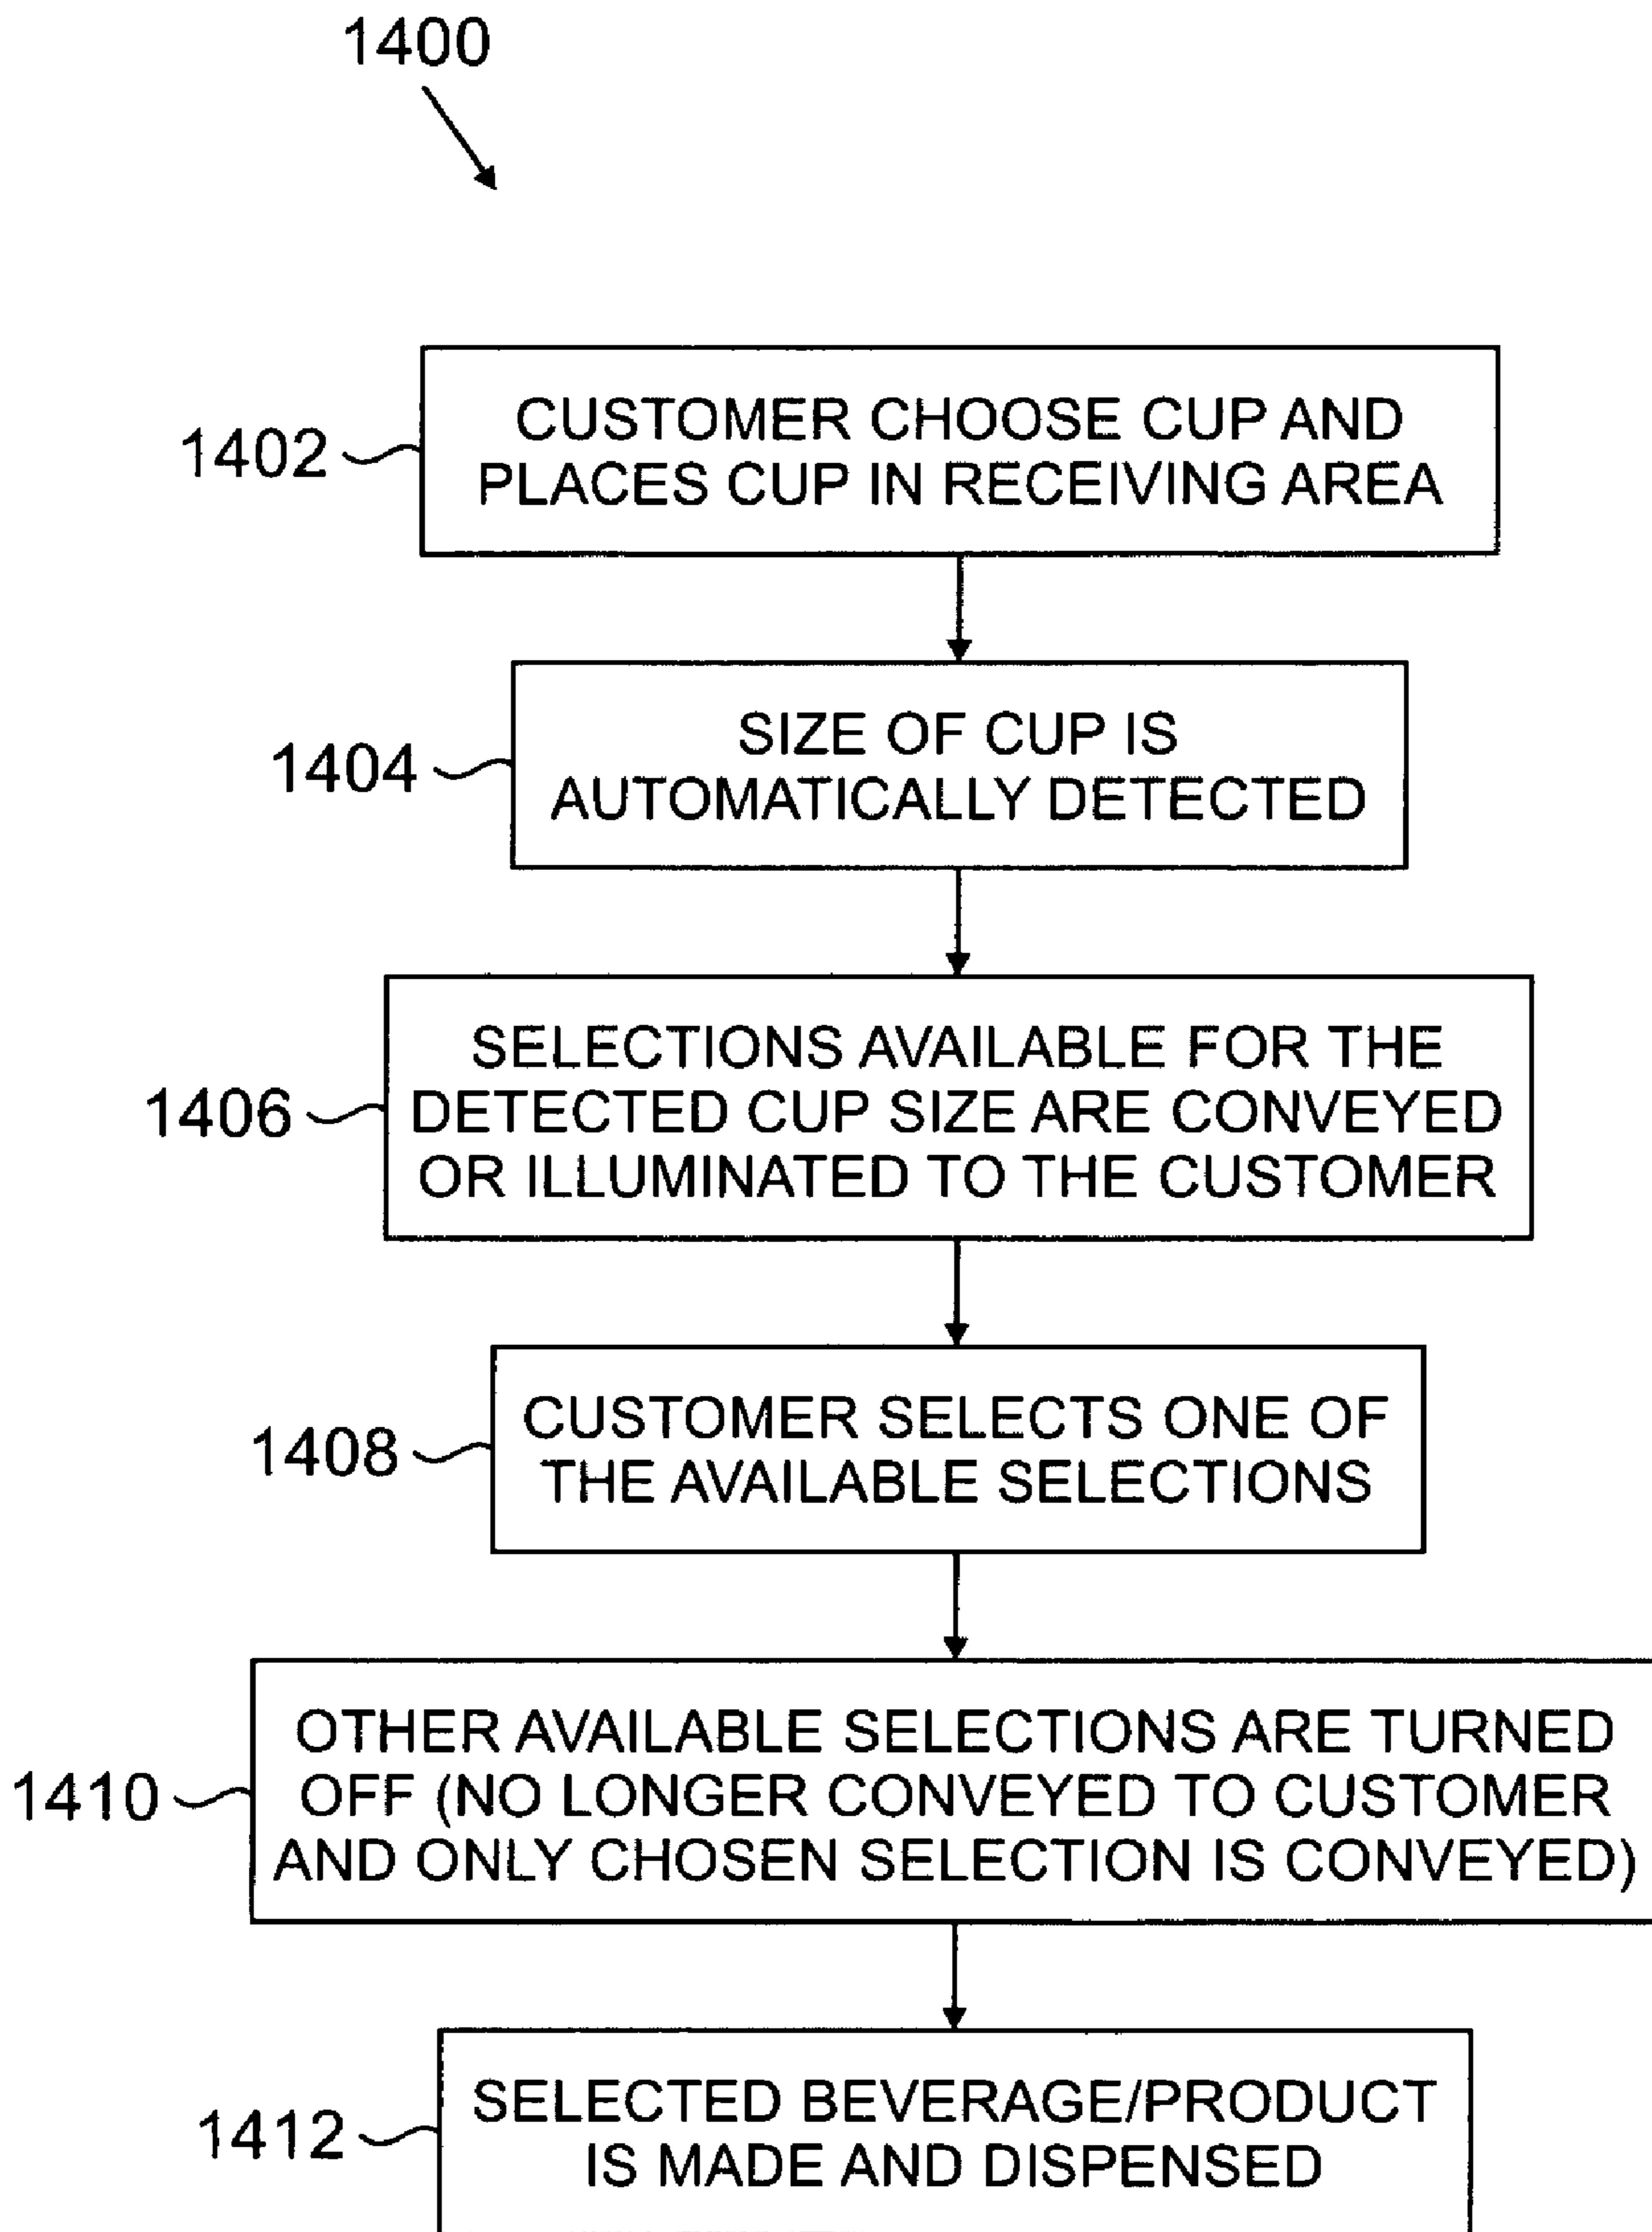 1400
1402
CUSTOMER CHOOSE CUP AND
PLACES CUP IN RECEIVING AREA
1404
SIZE OF CUP IS
AUTOMATICALLY DETECTED
1406
SELECTIONS AVAILABLE FOR THE
DETECTED CUP SIZE ARE CONVEYED
OR ILLUMINATED TO THE CUSTOMER
1408
CUSTOMER SELECTS ONE OF
THE AVAILABLE SELECTIONS
1410
OTHER AVAILABLE SELECTIONS ARE TURNED
OFF (NO LONGER CONVEYED TO CUSTOMER
AND ONLY CHOSEN SELECTION IS CONVEYED)
1412
SELECTED BEVERAGE/PRODUCT
IS MADE AND DISPENSED